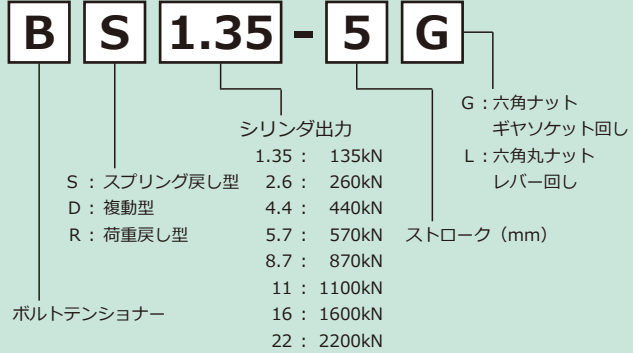 B S 1.35 - 5 G
G：六角ナット
ギヤソケット回し
L：六角丸ナット
レバー回し
シリンダ出力
1.35： 135kN
2.6： 260kN
4.4： 440kN
5.7： 570kN
8.7： 870kN
11： 1100kN
16： 1600kN
22： 2200kN
S：スプリング戻し型
D：複動型
R：荷重戻し型
ストローク（mm）
ボルトテンショナー